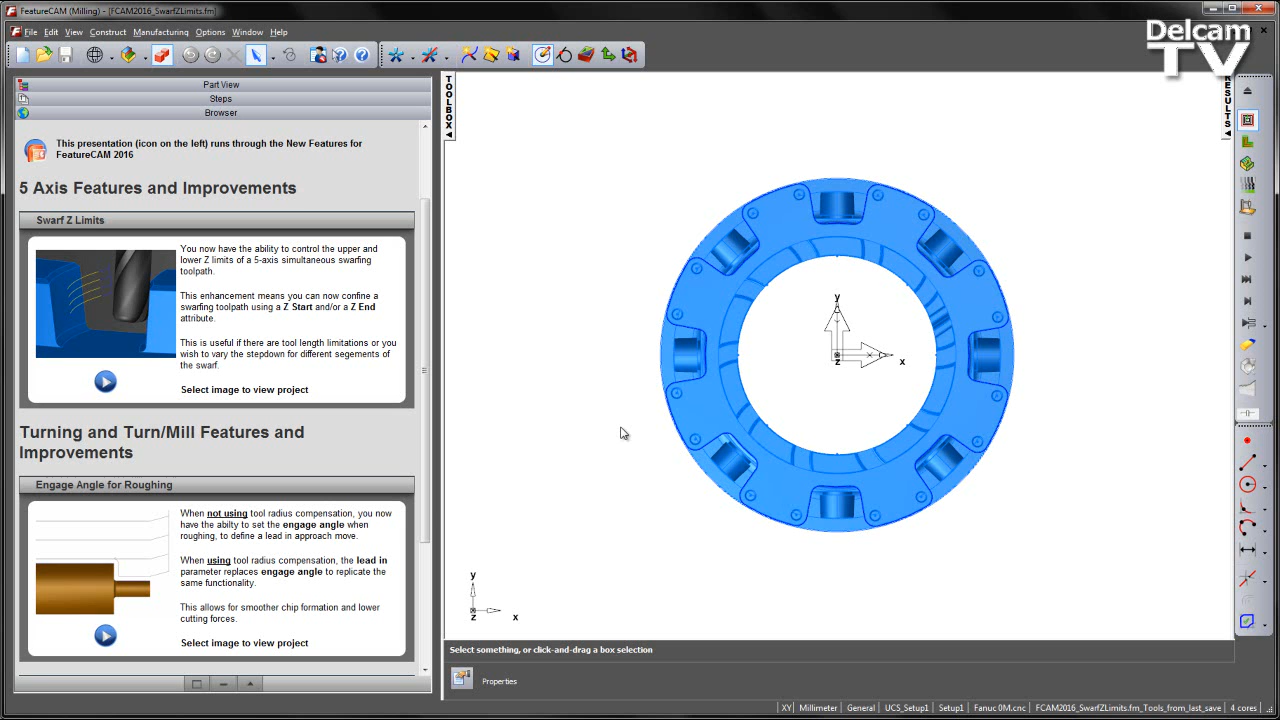 FeatureCAM (Milling) - [FCAM2016_SwarfZLimits.fm]
File Edit View Construct Manufacturing Options Window Help
Delcam
TV
Part View
Steps
Browser
TOOLBOX
RESULTS
This presentation (icon on the left) runs through the New Features for
FeatureCAM 2016
5 Axis Features and Improvements
Swarf Z Limits
You now have the ability to control the upper and
lower Z limits of a 5-axis simultaneous swarfing
toolpath.
This enhancement means you can now confine a
swarfing toolpath using a Z Start and/or a Z End
attribute.
This is useful if there are tool length limitations or you
wish to vary the stepdown for different segements of
the swarf.
Select image to view project
Turning and Turn/Mill Features and
Improvements
Engage Angle for Roughing
When not using tool radius compensation, you now
have the abilty to set the engage angle when
roughing, to define a lead in approach move.
When using tool radius compensation, the lead in
parameter replaces engage angle to replicate the
same functionality.
This allows for smoother chip formation and lower
cutting forces.
Select image to view project
y
x
z
y
x
z
Select something, or click-and-drag a box selection
Properties
XY Millimeter General UCS_Setup1 Setup1 Fanuc 0M.cnc FCAM2016_SwarfZLimits.fm_Tools_from_last_save 4 cores